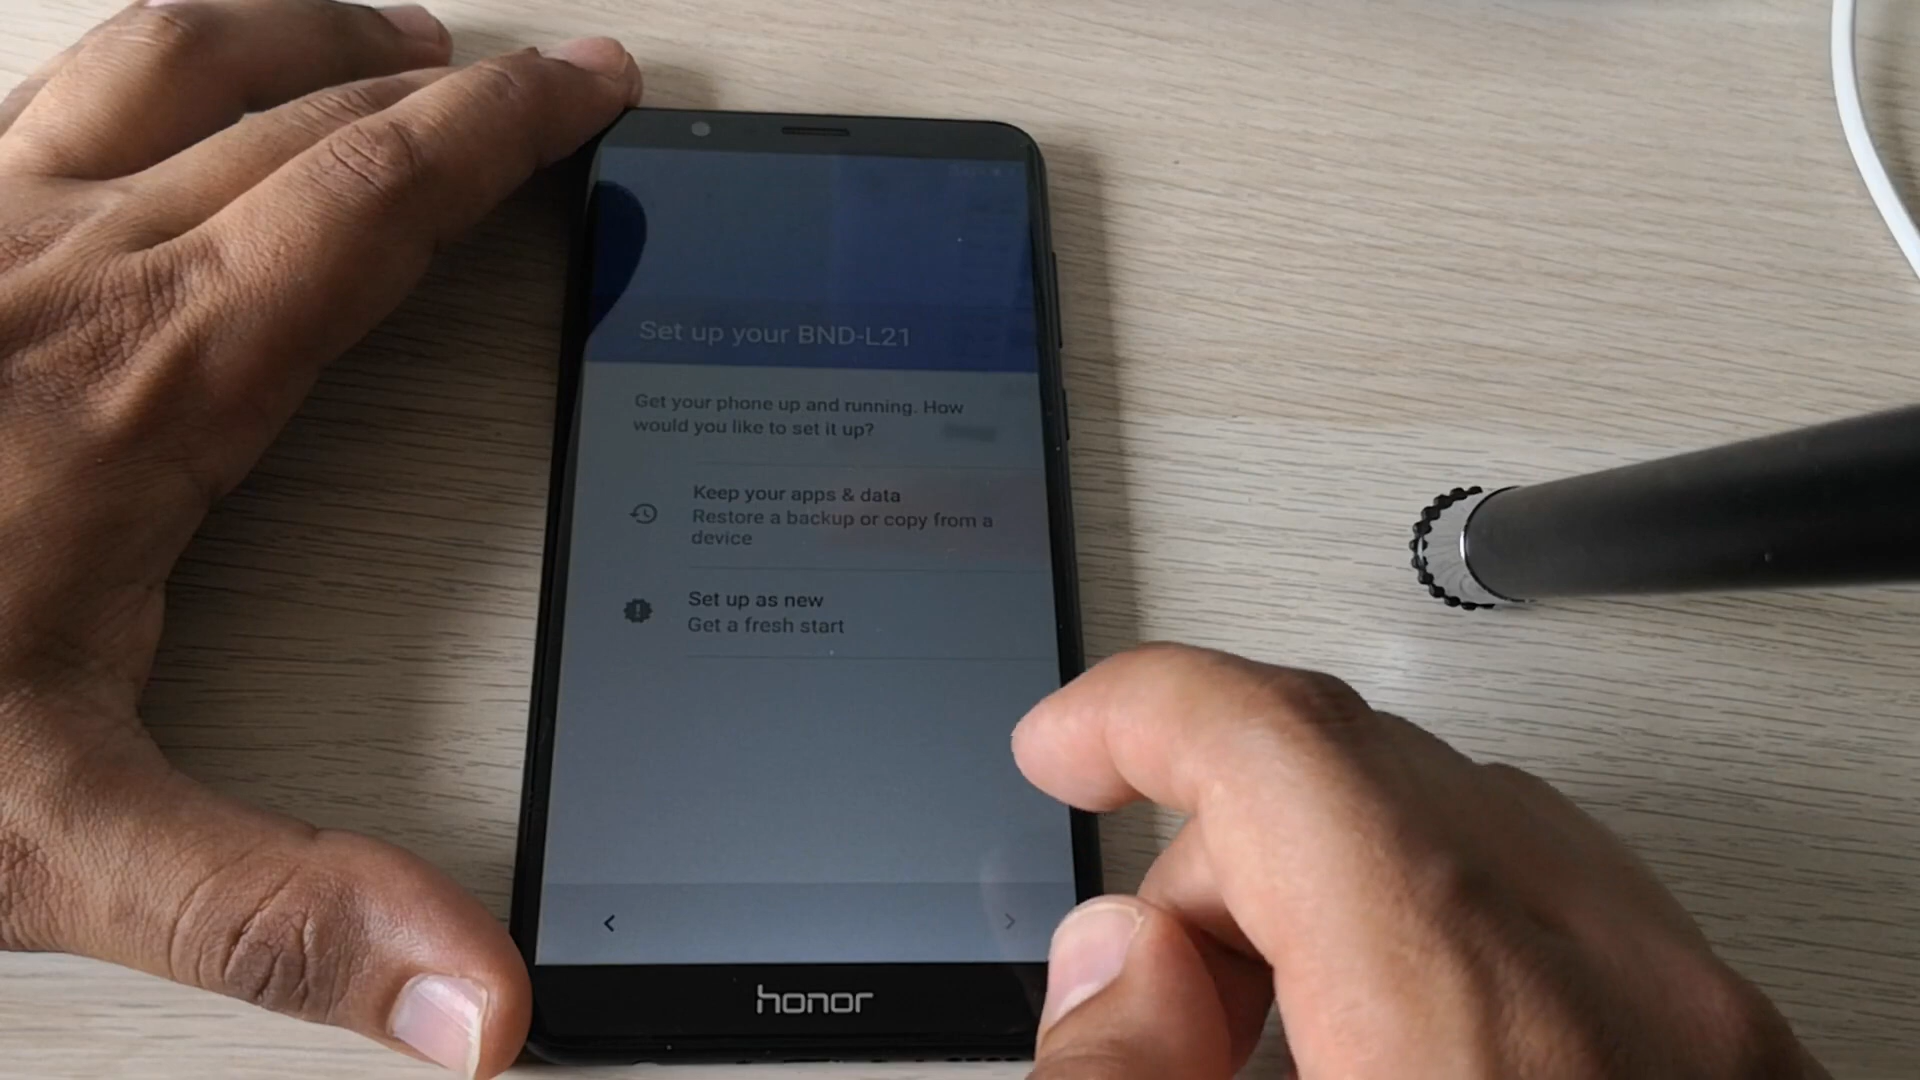 Set up your BND-L21
Get your phone up and running. How
would you like to set it up?
Keep your apps & data
Restore a backup or copy from a
device
Set up as new
Get a fresh start
honor